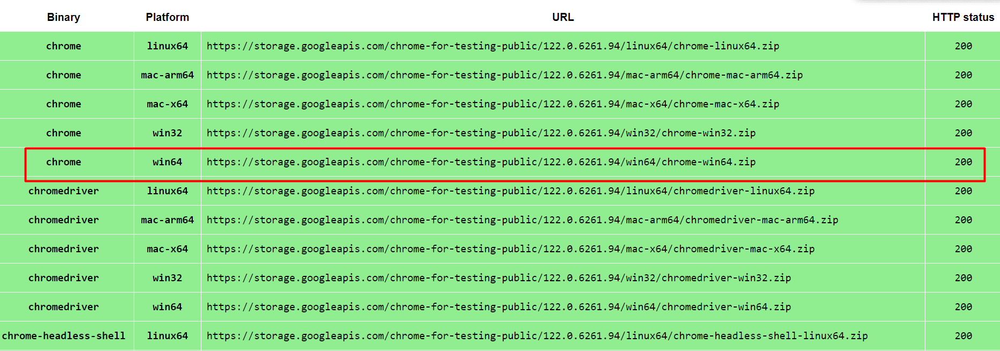 Binary Platform URL HTTP status
chrome linux64 https://storage.googleapis.com/chrome-for-testing-public/122.0.6261.94/linux64/chrome-linux64.zip 200
chrome mac-arm64 https://storage.googleapis.com/chrome-for-testing-public/122.0.6261.94/mac-arm64/chrome-mac-arm64.zip 200
chrome mac-x64 https://storage.googleapis.com/chrome-for-testing-public/122.0.6261.94/mac-x64/chrome-mac-x64.zip 200
chrome win32 https://storage.googleapis.com/chrome-for-testing-public/122.0.6261.94/win32/chrome-win32.zip 200
chrome win64 https://storage.googleapis.com/chrome-for-testing-public/122.0.6261.94/win64/chrome-win64.zip 200
chromedriver linux64 https://storage.googleapis.com/chrome-for-testing-public/122.0.6261.94/linux64/chromedriver-linux64.zip 200
chromedriver mac-arm64 https://storage.googleapis.com/chrome-for-testing-public/122.0.6261.94/mac-arm64/chromedriver-mac-arm64.zip 200
chromedriver mac-x64 https://storage.googleapis.com/chrome-for-testing-public/122.0.6261.94/mac-x64/chromedriver-mac-x64.zip 200
chromedriver win32 https://storage.googleapis.com/chrome-for-testing-public/122.0.6261.94/win32/chromedriver-win32.zip 200
chromedriver win64 https://storage.googleapis.com/chrome-for-testing-public/122.0.6261.94/win64/chromedriver-win64.zip 200
chrome-headless-shell linux64 https://storage.googleapis.com/chrome-for-testing-public/122.0.6261.94/linux64/chrome-headless-shell-linux64.zip 200